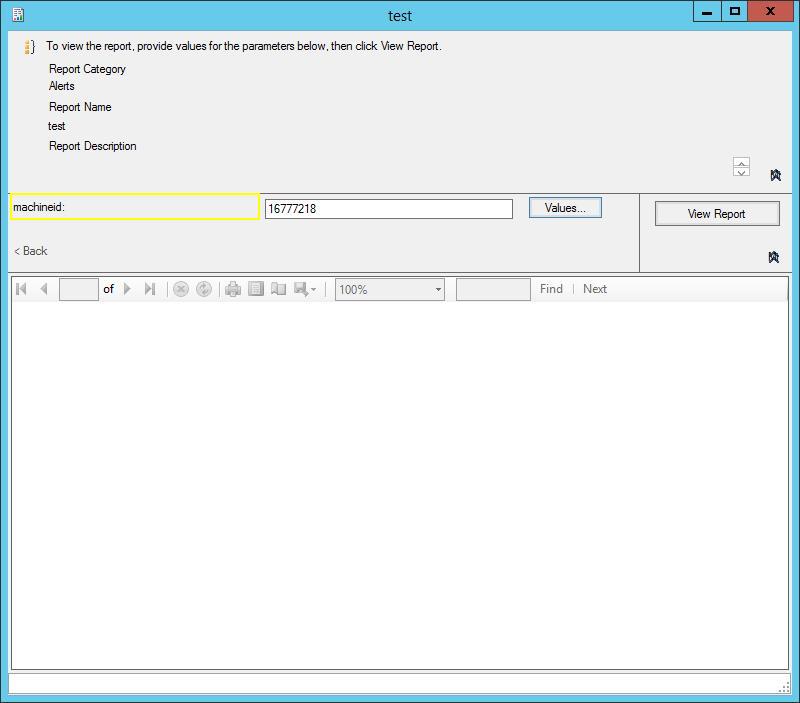 test
To view the report, provide values for the parameters below, then click View Report.
Report Category
Alerts
Report Name
test
Report Description
machineid:
16777218
Values...
View Report
< Back
of
100%
Find
Next